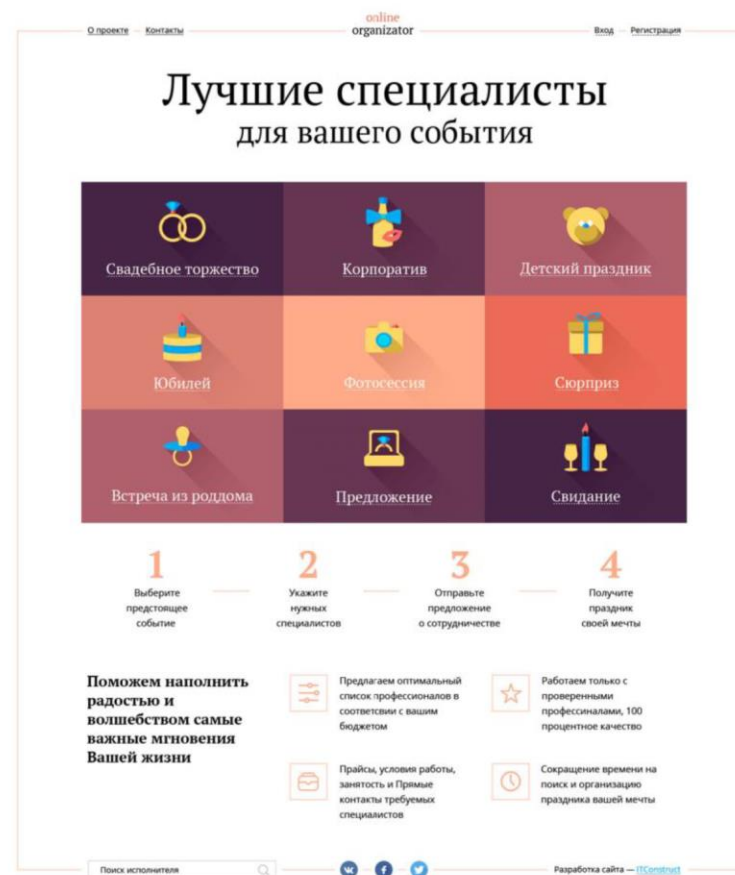 О проекте
Контакты
online
organizator
Вход
Регистрация
Лучшие специалисты
для вашего события
Свадебное торжество
Корпоратив
Детский праздник
Юбилей
Фотосессия
Сюрприз
Встреча из роддома
Предложение
Свидание
1
Выберите
предстоящее
событие
2
Укажите
нужных
специалистов
3
Отправьте
предложение
о сотрудничестве
4
Получите
праздник
своей мечты
Поможем наполнить
радостью и
волшебством самые
важные мгновения
Вашей жизни
Предлагаем оптимальный
список профессионалов в
соответсвии с вашим
бюджетом
Работаем только с
проверенными
профессиналами, 100
процентное качество
Прайсы, условия работы,
занятость и Прямые
контакты требуемых
специалистов
Сокращение времени на
поиск и организацию
праздника вашей мечты
Поиск исполнителя
Разработка сайта — ITConstruct